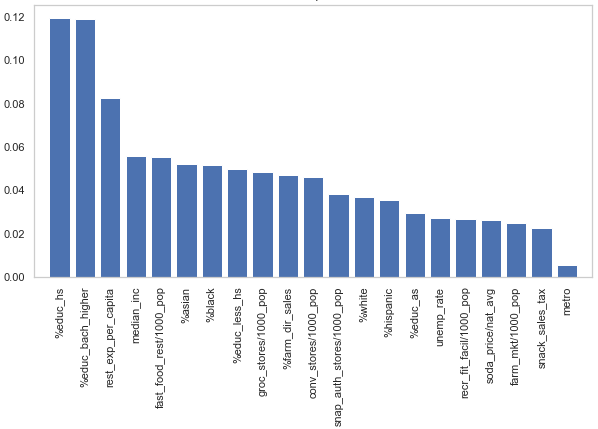 0.12
0.10
0.08
0.06
0.04
0.02
0.00
%educ_hs
%educ_bach_higher
rest_exp_per_capita
median_inc
fast_food_rest/1000_pop
%asian
%black
%educ_less_hs
groc_stores/1000_pop
%farm_dir_sales
conv_stores/1000_pop
snap_auth_stores/1000_pop
%white
%hispanic
%educ_as
unemp_rate
recr_fit_facil/1000_pop
soda_price/nat_avg
farm_mkt/1000_pop
snack_sales_tax
metro